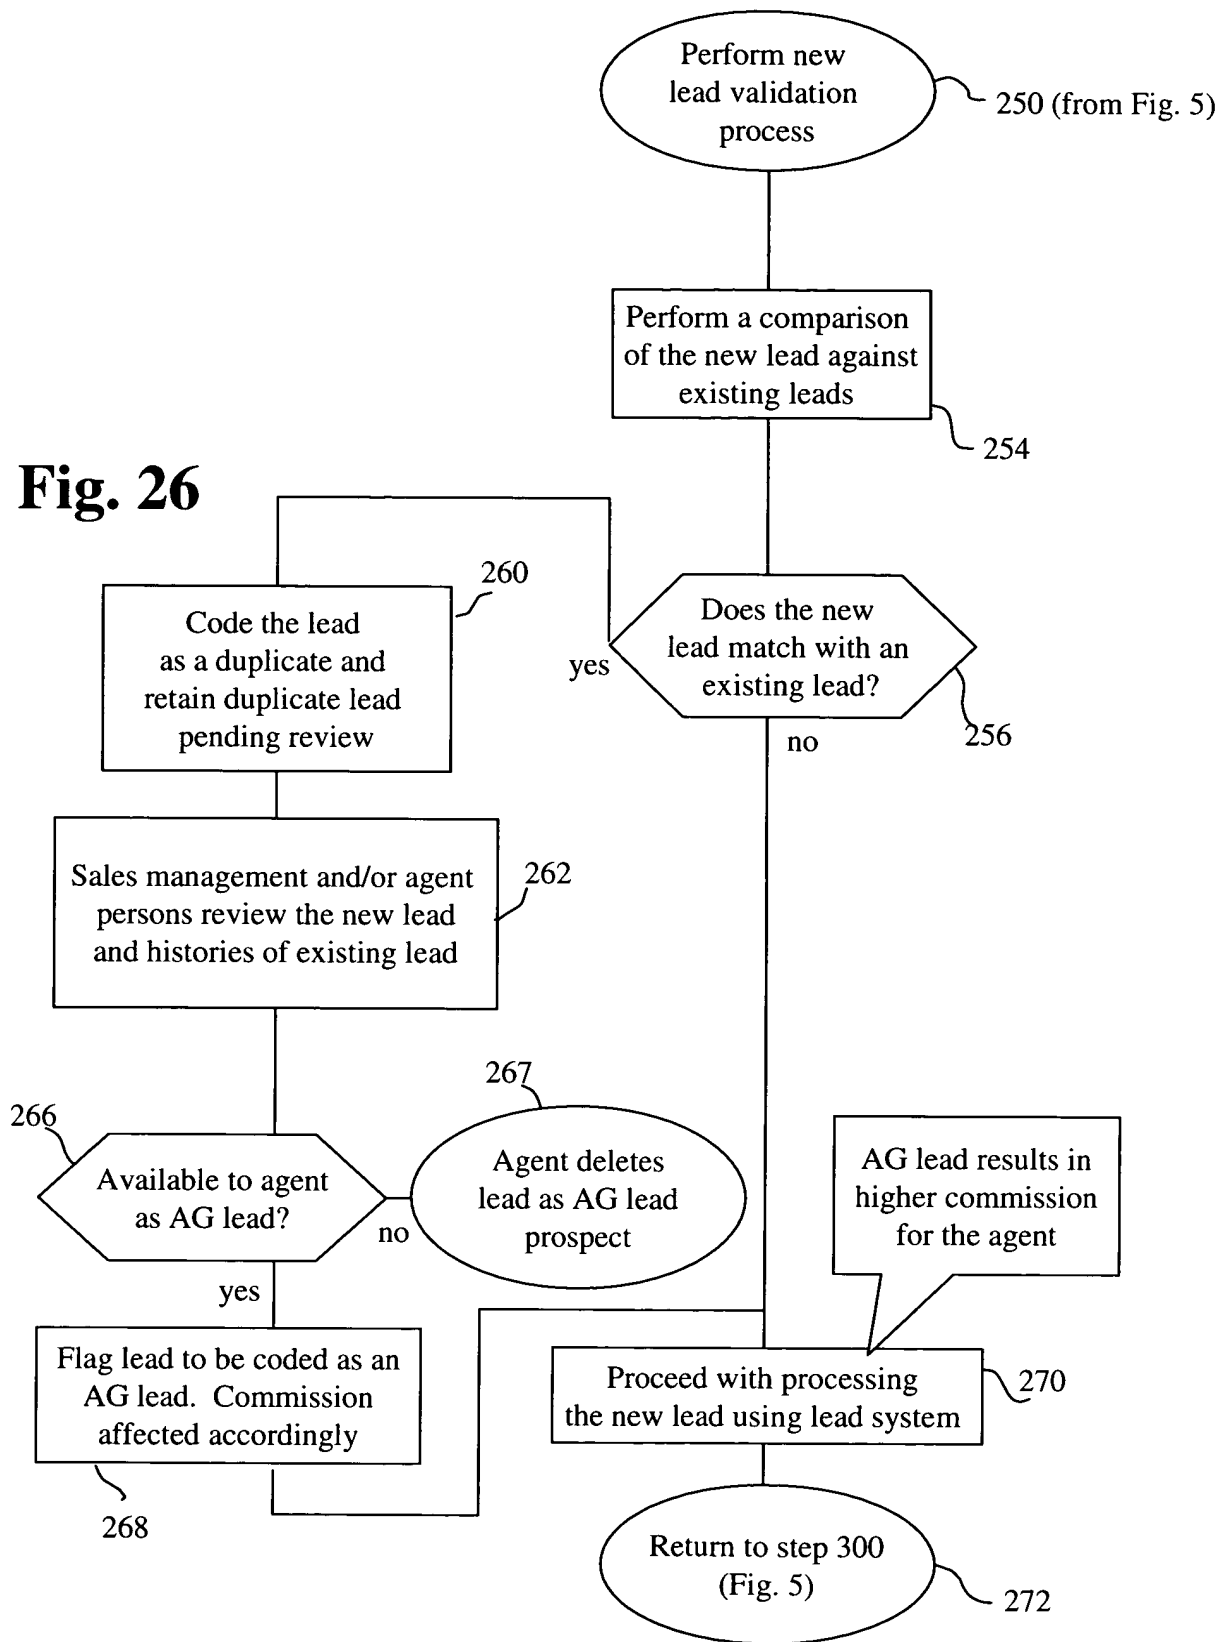 Perform new
lead validation
process
250 (from Fig. 5)
Perform a comparison
of the new lead against
existing leads
254
Fig. 26
Does the new
lead match with an
existing lead?
256
yes
no
260
Code the lead
as a duplicate and
retain duplicate lead
pending review
Sales management and/or agent
persons review the new lead
and histories of existing lead
262
266
Available to agent
as AG lead?
no
yes
267
Agent deletes
lead as AG lead
prospect
Flag lead to be coded as an
AG lead. Commission
affected accordingly
268
AG lead results in
higher commission
for the agent
Proceed with processing
the new lead using lead system
270
Return to step 300
(Fig. 5)
272